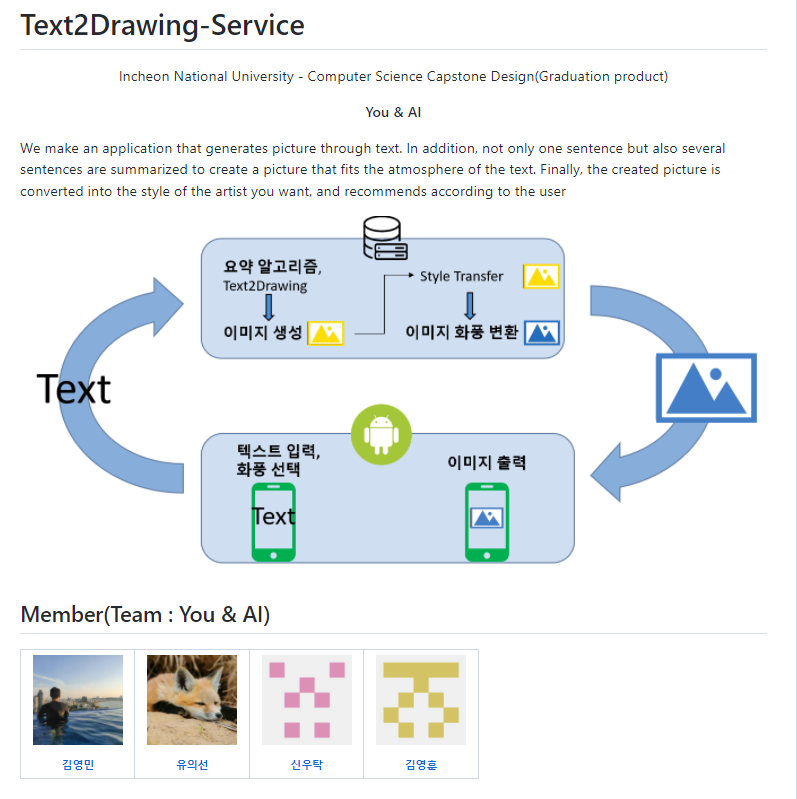 Text2Drawing-Service
Incheon National University - Computer Science Capstone Design(Graduation product)
You & AI
We make an application that generates picture through text. In addition, not only one sentence but also several
sentences are summarized to create a picture that fits the atmosphere of the text. Finally, the created picture is
converted into the style of the artist you want, and recommends according to the user
요약 알고리즘,
Text2Drawing
이미지 생성
Style Transfer
이미지 화풍 변환
Text
텍스트 입력,
화풍 선택
Text
이미지 출력
Member(Team : You & AI)
김영민
유의선
신우탁
김영훈